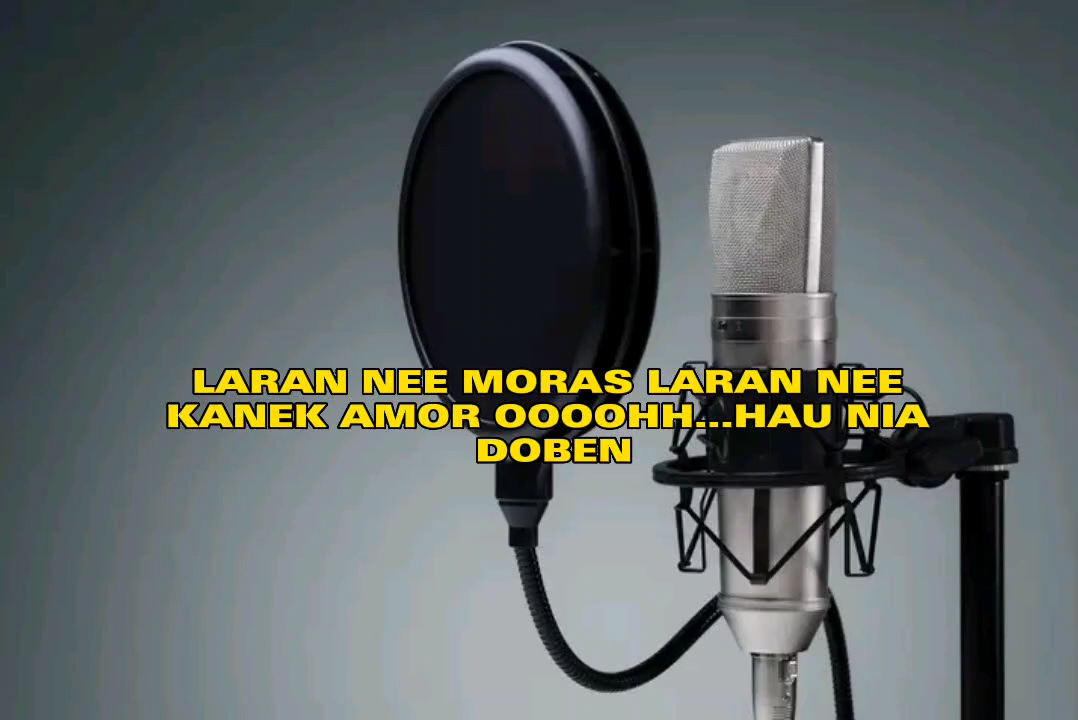 LARAN NEE MORAS LARAN NEE
KANEK AMOR OOOOHH...HAU NIA
DOBEN